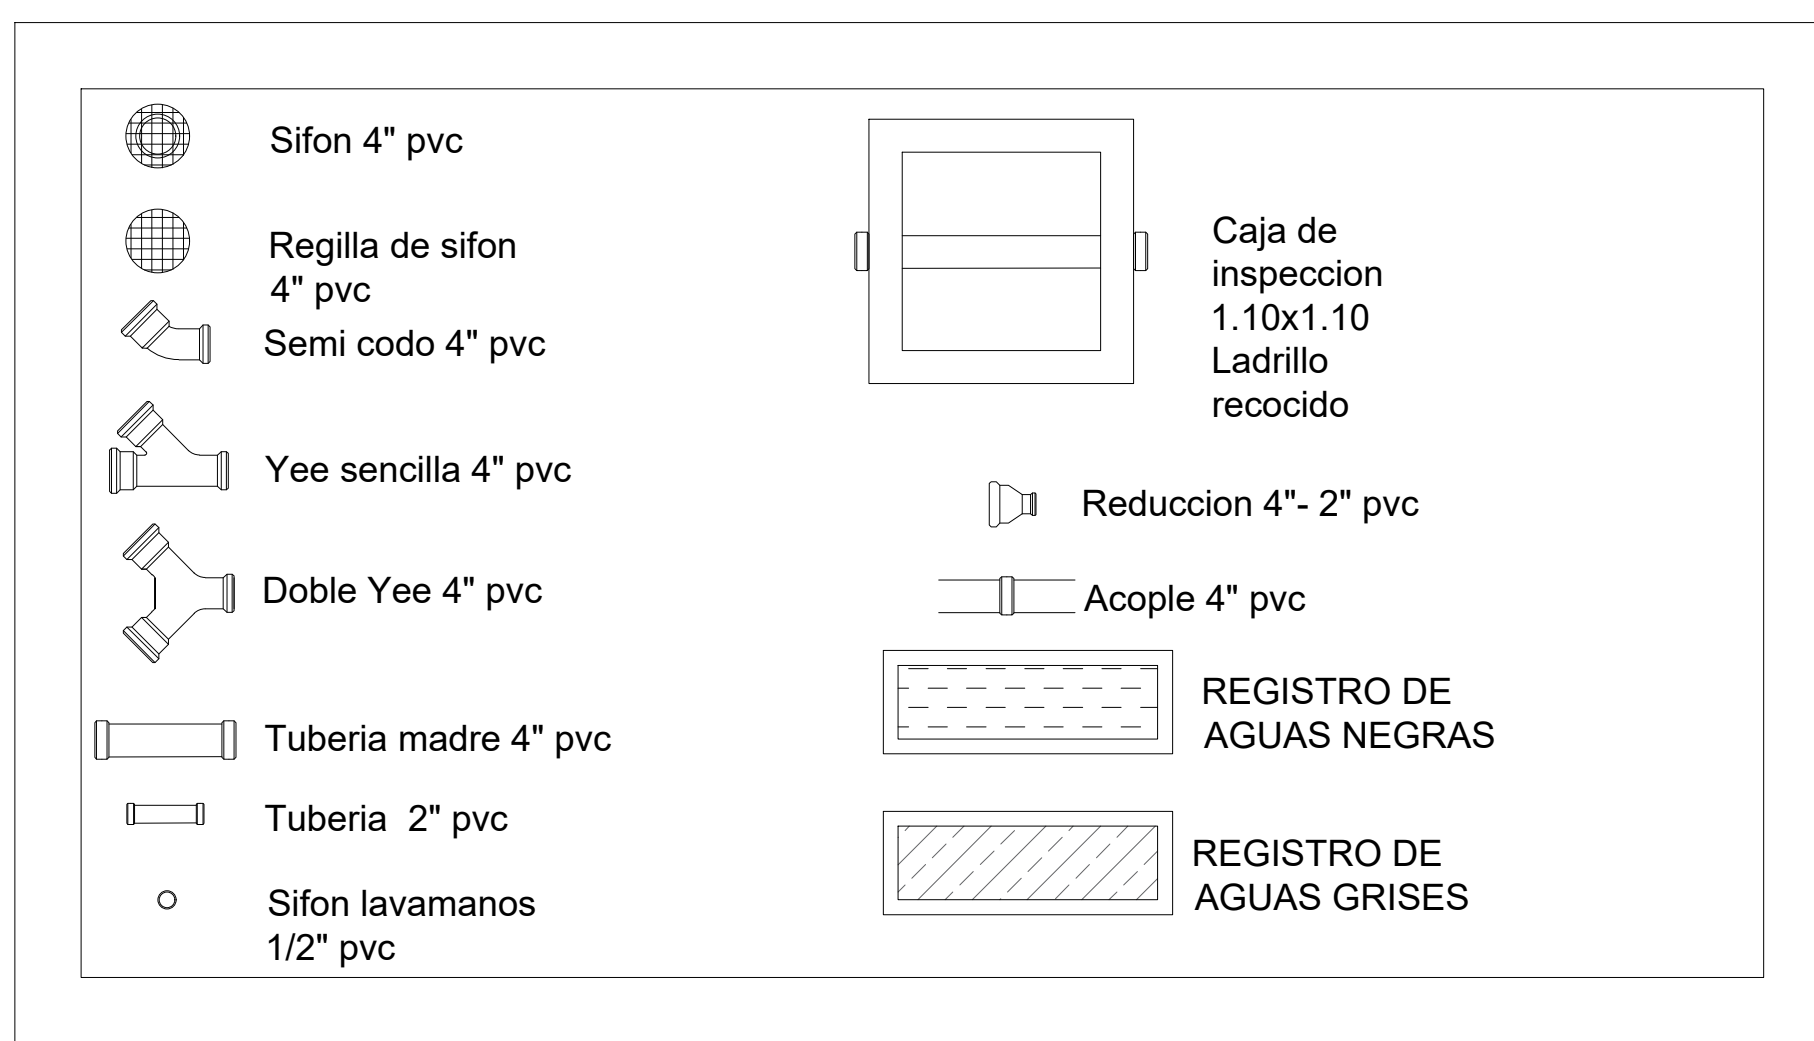 Sifon 4" pvc
Regilla de sifon
4" pvc
Semi codo 4" pvc
Yee sencilla 4" pvc
Doble Yee 4" pvc
Tuberia madre 4" pvc
Tuberia  2" pvc
Sifon lavamanos
1/2" pvc
Caja de
inspeccion
1.10x1.10
Ladrillo
recocido
Reduccion 4"- 2" pvc
Acople 4" pvc
REGISTRO DE
AGUAS NEGRAS
REGISTRO DE
AGUAS GRISES